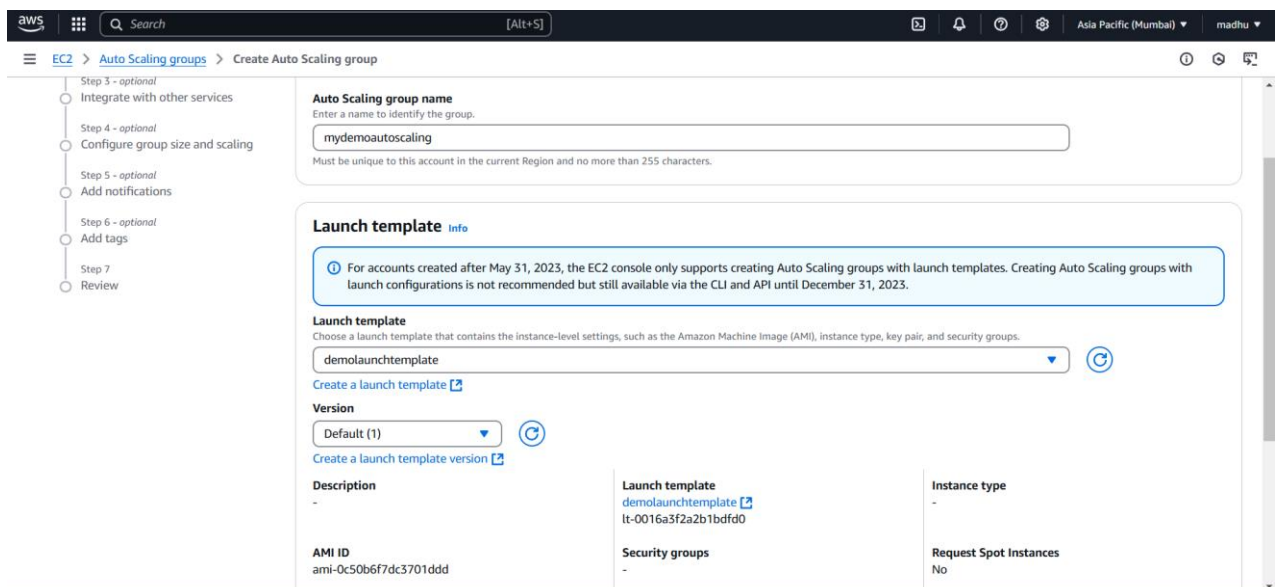 aws
Search
[Alt+S]
Asia Pacific (Mumbai)
madhu
EC2 > Auto Scaling groups > Create Auto Scaling group
Step 3 - optional
Integrate with other services
Step 4 - optional
Configure group size and scaling
Step 5 - optional
Add notifications
Step 6 - optional
Add tags
Step 7
Review
Auto Scaling group name
Enter a name to identify the group.
mydemoautoscaling
Must be unique to this account in the current Region and no more than 255 characters.
Launch template Info
For accounts created after May 31, 2023, the EC2 console only supports creating Auto Scaling groups with launch templates. Creating Auto Scaling groups with
launch configurations is not recommended but still available via the CLI and API until December 31, 2023.
Launch template
Choose a launch template that contains the instance-level settings, such as the Amazon Machine Image (AMI), instance type, key pair, and security groups.
demolaunchtemplate
Create a launch template
Version
Default (1)
Create a launch template version
Description
-
Launch template
demolaunchtemplate
lt-0016a3f2a2b1bdfd0
Instance type
-
AMI ID
ami-0c50b6f7dc3701ddd
Security groups
-
Request Spot Instances
No